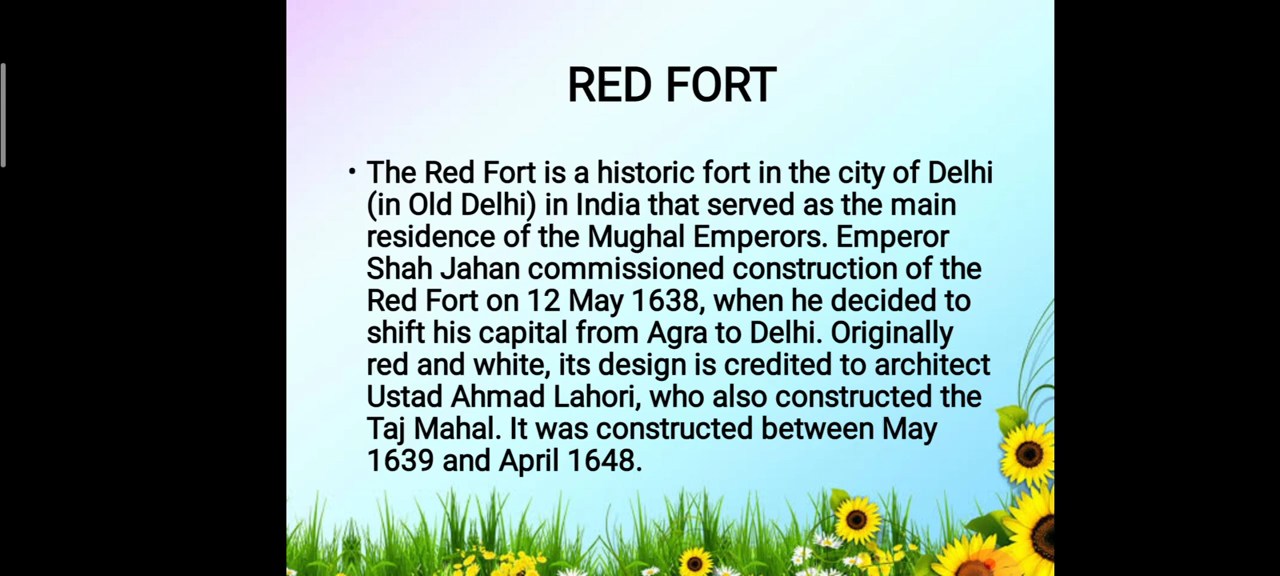 RED FORT
• The Red Fort is a historic fort in the city of Delhi
(in Old Delhi) in India that served as the main
residence of the Mughal Emperors. Emperor
Shah Jahan commissioned construction of the
Red Fort on 12 May 1638, when he decided to
shift his capital from Agra to Delhi. Originally
red and white, its design is credited to architect
Ustad Ahmad Lahori, who also constructed the
Taj Mahal. It was constructed between May
1639 and April 1648.